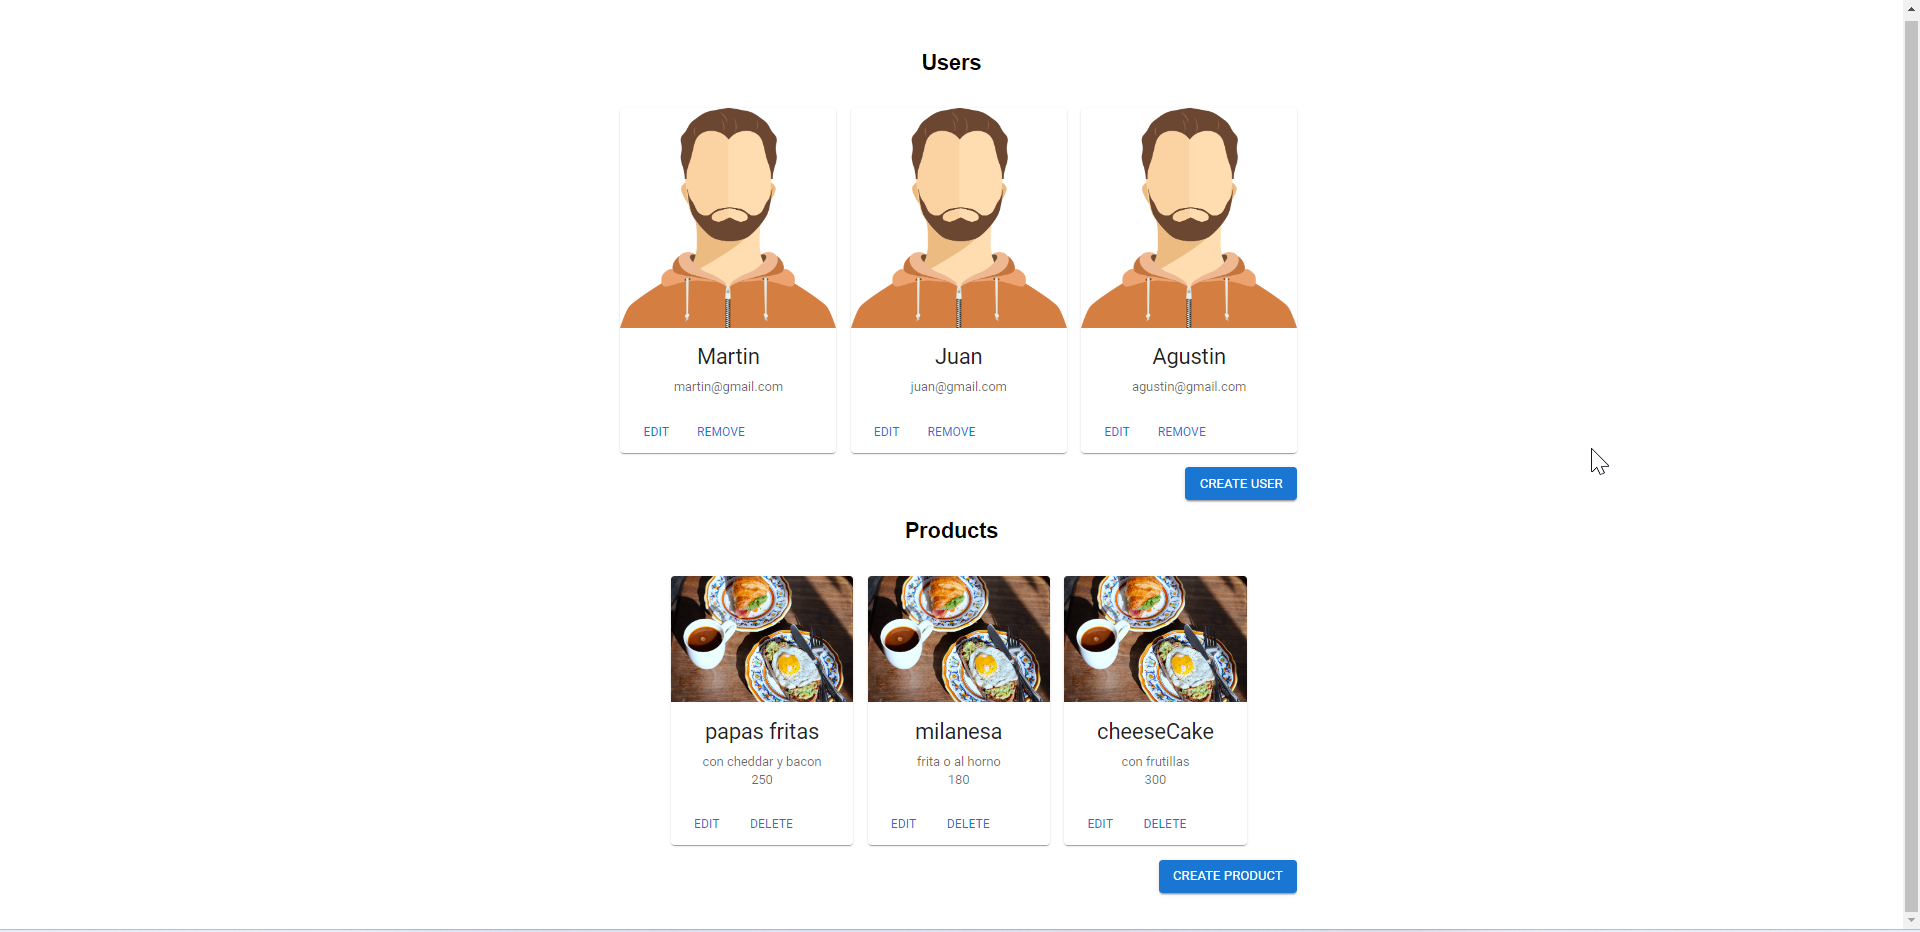 Users
Martin
martin@gmail.com
EDIT REMOVE
Juan
juan@gmail.com
EDIT REMOVE
Agustin
agustin@gmail.com
EDIT REMOVE
CREATE USER
Products
papas fritas
con cheddar y bacon
250
EDIT DELETE
milanesa
frita o al horno
180
EDIT DELETE
cheeseCake
con frutillas
300
EDIT DELETE
CREATE PRODUCT